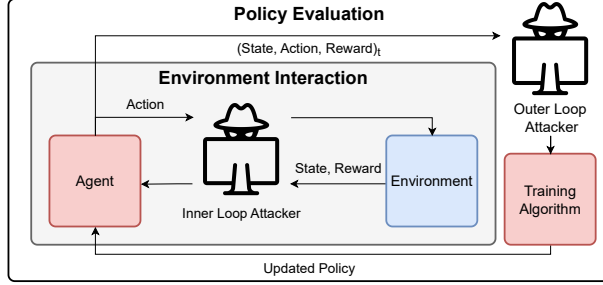 Policy Evaluation
(State, Action, Reward)t
Environment Interaction
Action
Outer Loop
Attacker
State, Reward
Agent
Environment
Training
Algorithm
Inner Loop Attacker
Updated Policy